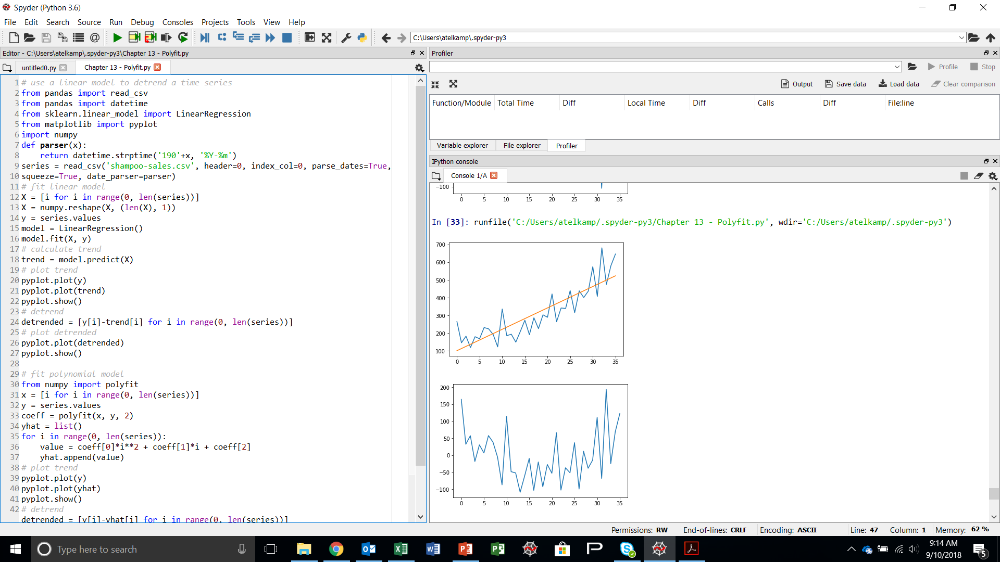 Spyder (Python 3.6)
File Edit Search Source Run Debug Consoles Projects Tools View Help
C:\Users\atelkamp\.spyder-py3
Editor - C:\Users\atelkamp\.spyder-py3\Chapter 13 - Polyfit.py
untitled0.py Chapter 13 - Polyfit.py
1 # use a linear model to detrend a time series
2 from pandas import read_csv
3 from pandas import datetime
4 from sklearn.linear_model import LinearRegression
5 from matplotlib import pyplot
6 import numpy
7 def parser(x):
8     return datetime.strptime('190'+x, '%Y-%m')
9 series = read_csv('shampoo-sales.csv', header=0, index_col=0, parse_dates=True,
10 squeeze=True, date_parser=parser)
11 # fit linear model
12 X = [i for i in range(0, len(series))]
13 X = numpy.reshape(X, (len(X), 1))
14 y = series.values
15 model = LinearRegression()
16 model.fit(X, y)
17 # calculate trend
18 trend = model.predict(X)
19 # plot trend
20 pyplot.plot(y)
21 pyplot.plot(trend)
22 pyplot.show()
23 # detrend
24 detrended = [y[i]-trend[i] for i in range(0, len(series))]
25 # plot detrended
26 pyplot.plot(detrended)
27 pyplot.show()
28
29 # fit polynomial model
30 from numpy import polyfit
31 x = [i for i in range(0, len(series))]
32 y = series.values
33 coeff = polyfit(x, y, 2)
34 yhat = list()
35 for i in range(0, len(series)):
36     value = coeff[0]*i**2 + coeff[1]*i + coeff[2]
37     yhat.append(value)
38 # plot trend
39 pyplot.plot(y)
40 pyplot.plot(yhat)
41 pyplot.show()
42 # detrend
detrended = [y[i]-yhat[i] for i in range(0, len(series))]
Profiler
Profile Stop
Output Save data Load data Clear comparison
Function/Module Total Time Diff Local Time Diff Calls Diff File:line
Variable explorer File explorer Profiler
IPython console
Console 1/A
−100
0 5 10 15 20 25 30 35
In [33]: runfile('C:/Users/atelkamp/.spyder-py3/Chapter 13 - Polyfit.py', wdir='C:/Users/atelkamp/.spyder-py3')
700
600
500
400
300
200
100
0 5 10 15 20 25 30 35
200
150
100
50
0
−50
−100
0 5 10 15 20 25 30 35
Permissions: RW End-of-lines: CRLF Encoding: ASCII Line: 47 Column: 1 Memory: 62 %
Type here to search
9:14 AM
9/10/2018
5